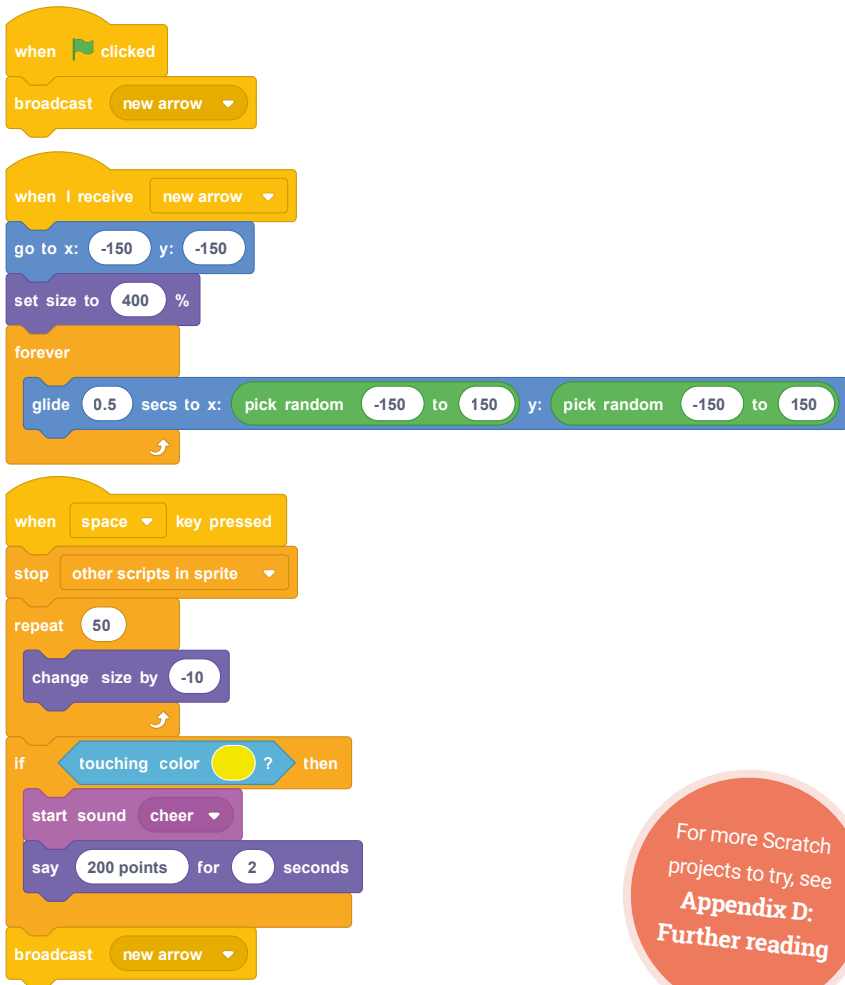 when clicked
broadcast new arrow
when I receive new arrow
go to x: -150 y: -150
set size to 400 %
forever
glide 0.5 secs to x: pick random -150 to 150 y: pick random -150 to 150
when space key pressed
stop other scripts in sprite
repeat 50
change size by -10
if touching color ? then
start sound cheer
say 200 points for 2 seconds
broadcast new arrow
For more Scratch
projects to try, see
Appendix D:
Further reading